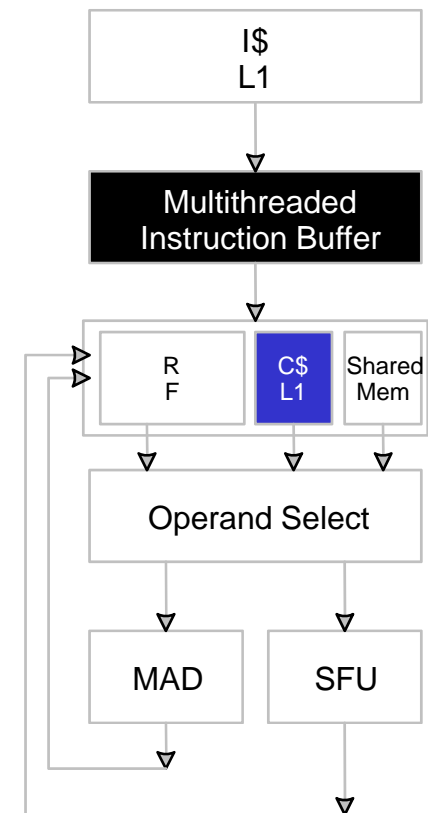 I$
L1
Multithreaded
Instruction Buffer
R
F
C$
L1
Shared
Mem
Operand Select
MAD
SFU